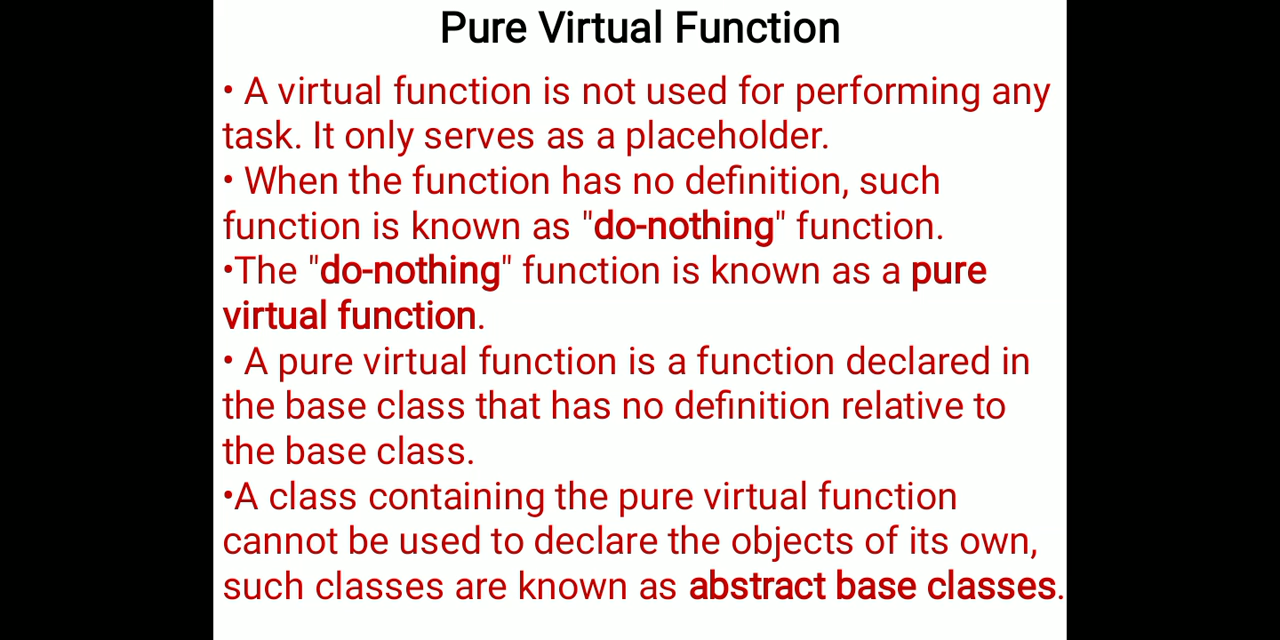 Pure Virtual Function
• A virtual function is not used for performing any
task. It only serves as a placeholder.
• When the function has no definition, such
function is known as "do-nothing" function.
•The "do-nothing" function is known as a pure
virtual function.
• A pure virtual function is a function declared in
the base class that has no definition relative to
the base class.
•A class containing the pure virtual function
cannot be used to declare the objects of its own,
such classes are known as abstract base classes.